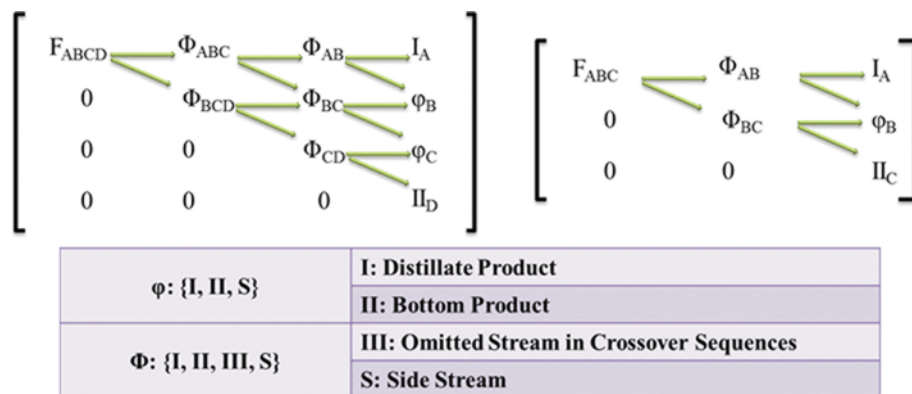 F_ABCD Φ_ABC Φ_AB I_A
0 Φ_BCD Φ_BC φ_B
0 0 Φ_CD φ_C
0 0 0 II_D
F_ABC Φ_AB I_A
0 Φ_BC φ_B
0 0 II_C
φ: {I, II, S}
I: Distillate Product
II: Bottom Product
Φ: {I, II, III, S}
III: Omitted Stream in Crossover Sequences
S: Side Stream